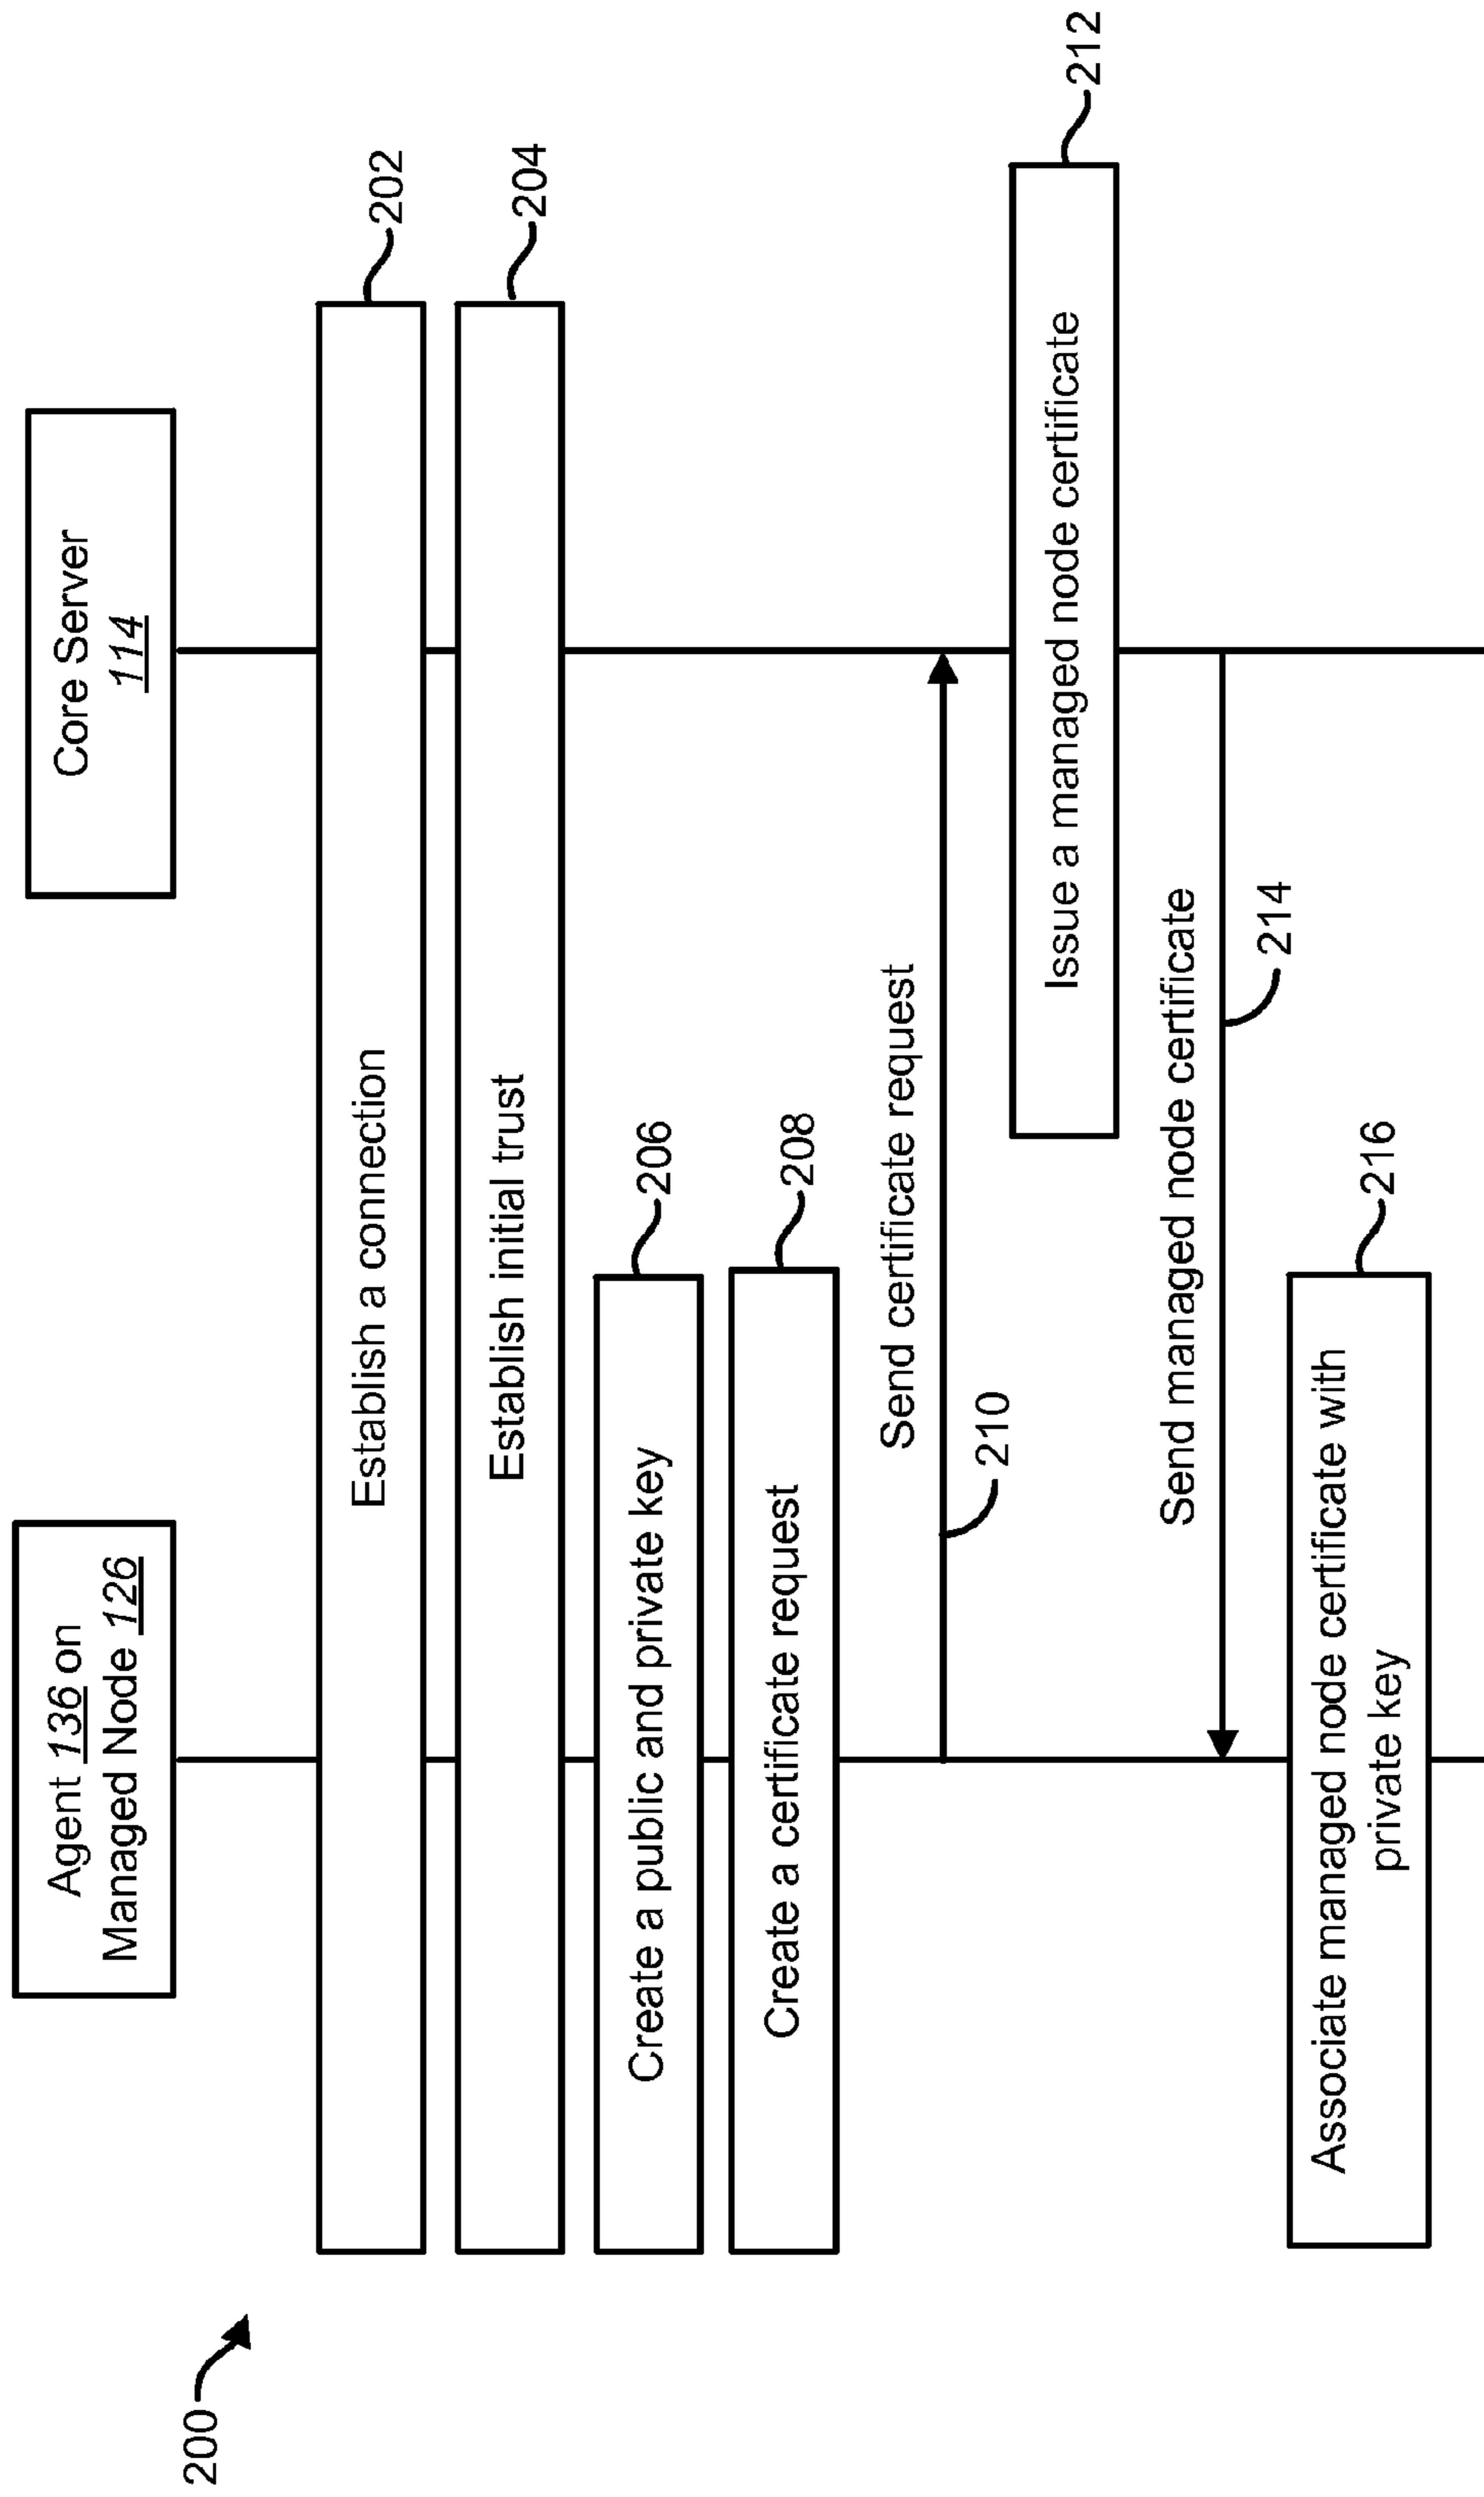 200
Agent 136 on
Managed Node 126
Core Server
114
Establish a connection
202
Establish initial trust
204
Create a public and private key
206
Create a certificate request
208
Send certificate request
210
Issue a managed node certificate
212
Send managed node certificate
214
Associate managed node certificate with
private key
216